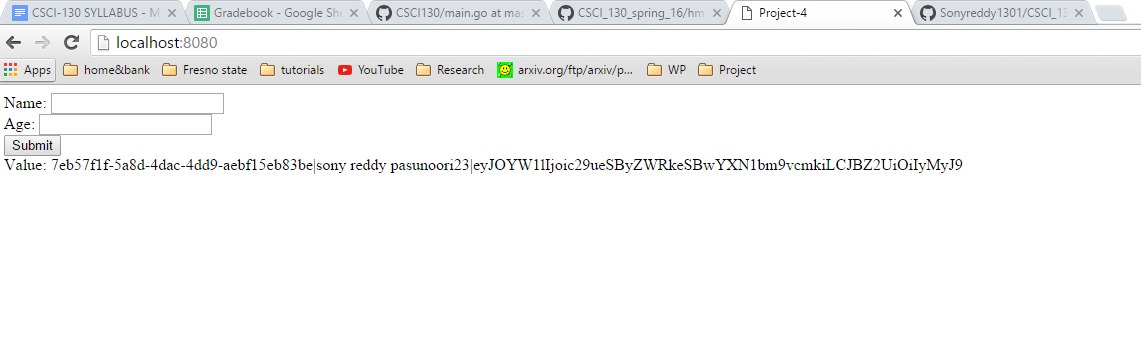 CSCI-130 SYLLABUS - M
Gradebook - Google She
CSCI130/main.go at mas
CSCI_130_spring_16/hm
Project-4
Sonyreddy1301/CSCI_13
localhost:8080
Apps home&bank Fresno state tutorials YouTube Research arxiv.org/ftp/arxiv/p... WP Project
Name:
Age:
Submit
Value: 7eb57f1f-5a8d-4dac-4dd9-aebf15eb83be|sony reddy pasunoori23|eyJOYW1lIjoic29ueSByZWRkeSBwYXN1bm9vcmkiLCJBZ2UiOiIyMyJ9